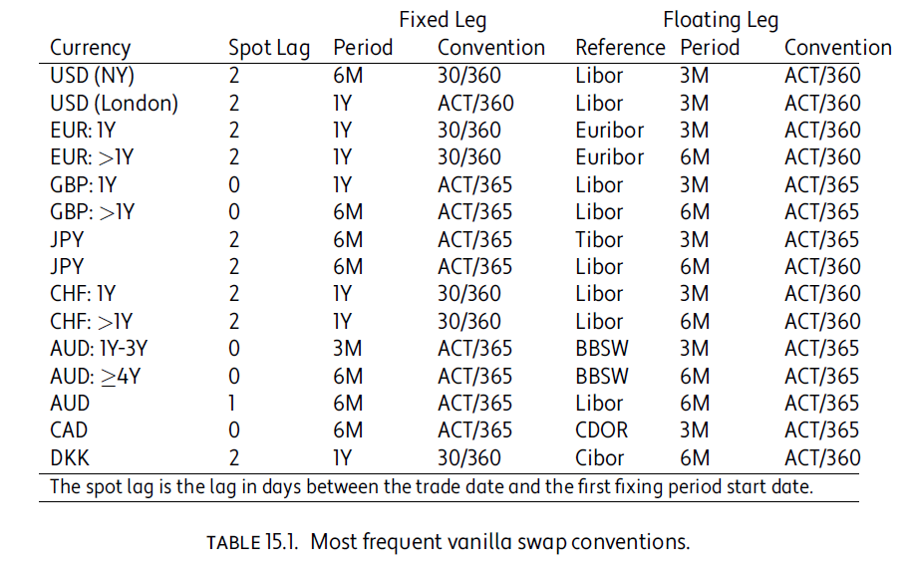 Fixed Leg Floating Leg
Currency Spot Lag Period Convention Reference Period Convention
USD (NY) 2 6M 30/360 Libor 3M ACT/360
USD (London) 2 1Y ACT/360 Libor 3M ACT/360
EUR: 1Y 2 1Y 30/360 Euribor 3M ACT/360
EUR: >1Y 2 1Y 30/360 Euribor 6M ACT/360
GBP: 1Y 0 1Y ACT/365 Libor 3M ACT/365
GBP: >1Y 0 6M ACT/365 Libor 6M ACT/365
JPY 2 6M ACT/365 Tibor 3M ACT/365
JPY 2 6M ACT/365 Libor 6M ACT/360
CHF: 1Y 2 1Y 30/360 Libor 3M ACT/360
CHF: >1Y 2 1Y 30/360 Libor 6M ACT/360
AUD: 1Y-3Y 0 3M ACT/365 BBSW 3M ACT/365
AUD: ≥4Y 0 6M ACT/365 BBSW 6M ACT/365
AUD 1 6M ACT/365 Libor 6M ACT/365
CAD 0 6M ACT/365 CDOR 3M ACT/365
DKK 2 1Y 30/360 Cibor 6M ACT/360
The spot lag is the lag in days between the trade date and the first fixing period start date.
TABLE 15.1. Most frequent vanilla swap conventions.